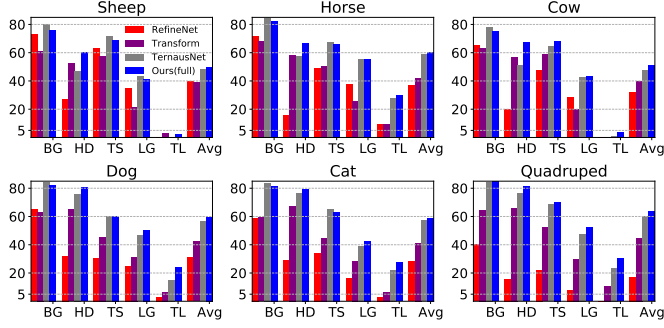 Sheep
80
60
40
20
5
BG HD TS LG TL Avg
RefineNet
Transform
TernausNet
Ours(full)
Horse
80
60
40
20
5
BG HD TS LG TL Avg
Cow
80
60
40
20
5
BG HD TS LG TL Avg
Dog
80
60
40
20
5
BG HD TS LG TL Avg
Cat
80
60
40
20
5
BG HD TS LG TL Avg
Quadruped
80
60
40
20
5
BG HD TS LG TL Avg